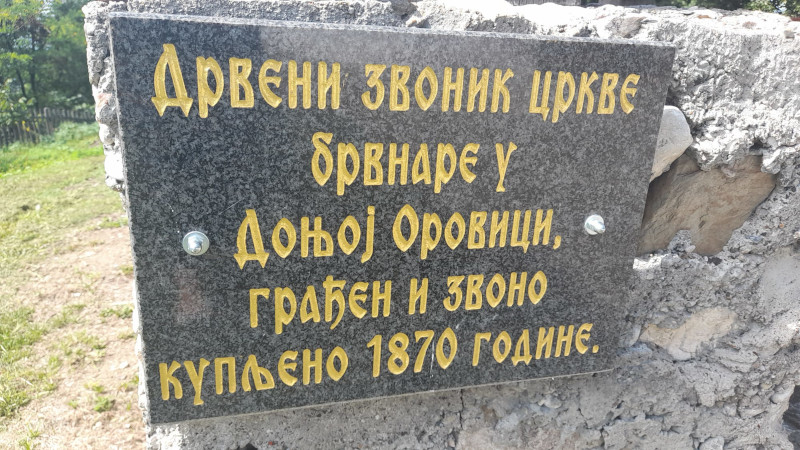 Дрвени звоник цркве
брвнаре у
Доњој Оровици,
грађен и звоно
купљено 1870 године.